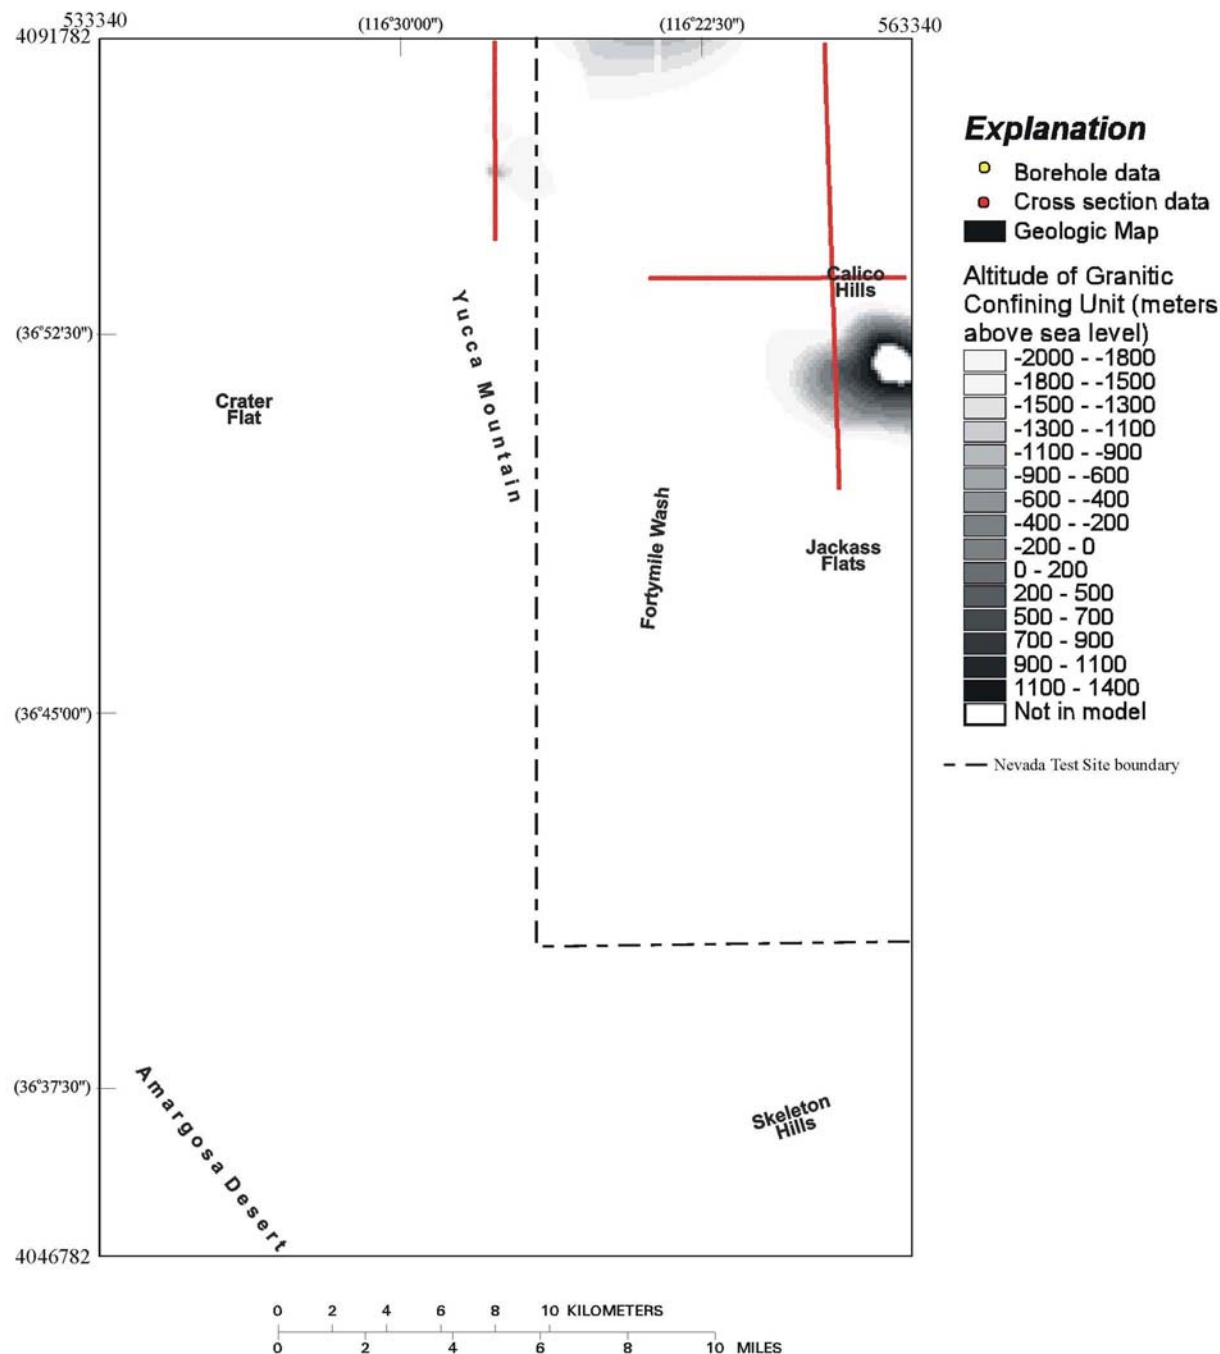 533340 (116°30'00") (116°22'30") 563340
4091782
Explanation
Borehole data
Cross section data
Geologic Map
Altitude of Granitic
Confining Unit (meters
above sea level)
-2000 - -1800
-1800 - -1500
-1500 - -1300
-1300 - -1100
-1100 - -900
-900 - -600
-600 - -400
-400 - -200
-200 - 0
0 - 200
200 - 500
500 - 700
700 - 900
900 - 1100
1100 - 1400
Not in model
Nevada Test Site boundary
Calico
Hills
(36°52'30")
Yucca Mountain
Crater
Flat
Fortymile Wash
Jackass
Flats
(36°45'00")
(36°37'30")
Amargosa Desert
Skeleton
Hills
4046782
0 2 4 6 8 10 KILOMETERS
0 2 4 6 8 10 MILES